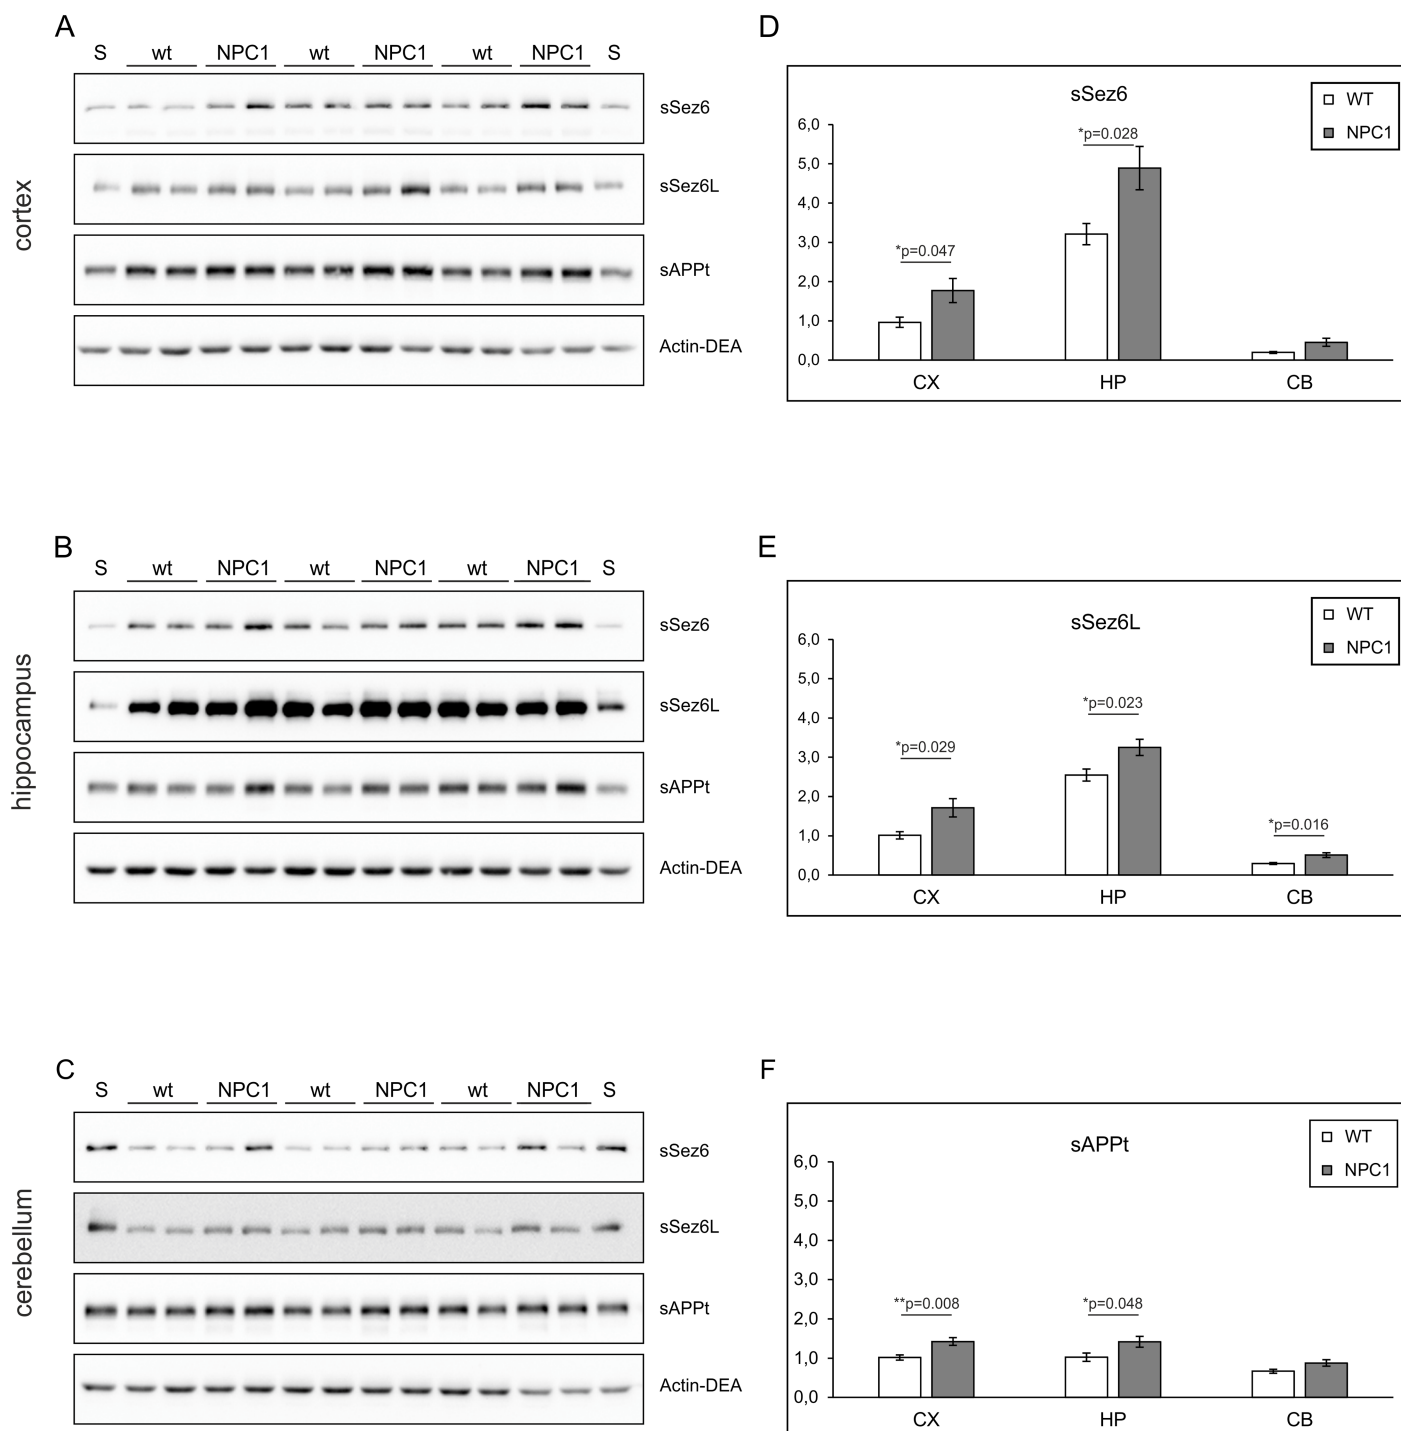 A
S wt NPC1 wt NPC1 wt NPC1 S
sSez6
sSez6L
sAPPt
Actin-DEA
cortex
D
sSez6
WT
NPC1
6,0
5,0
4,0
3,0
2,0
1,0
0,0
*p=0.047
*p=0.028
CX HP CB
B
S wt NPC1 wt NPC1 wt NPC1 S
sSez6
sSez6L
sAPPt
Actin-DEA
hippocampus
E
sSez6L
WT
NPC1
6,0
5,0
4,0
3,0
2,0
1,0
0,0
*p=0.029
*p=0.023
*p=0.016
CX HP CB
C
S wt NPC1 wt NPC1 wt NPC1 S
sSez6
sSez6L
sAPPt
Actin-DEA
cerebellum
F
sAPPt
WT
NPC1
6,0
5,0
4,0
3,0
2,0
1,0
0,0
**p=0.008
*p=0.048
CX HP CB